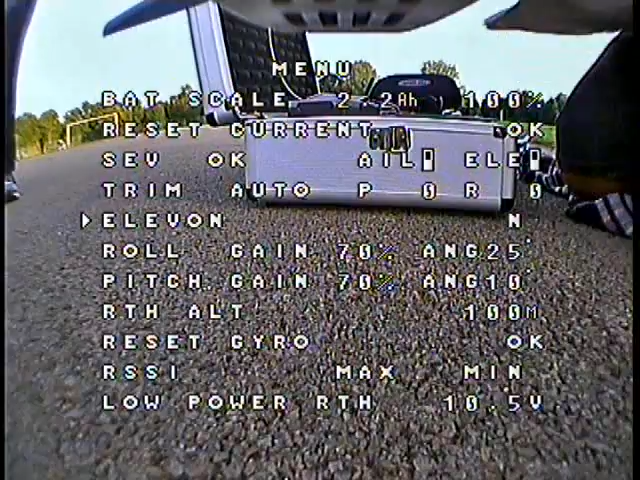 MENU
BAT SCALE 2.2Ah 100%
RESET CURRENT OK
SEV OK AIL ELE
TRIM AUTO P 0 R 0
ELEVON N
ROLL GAIN 70% ANG25°
PITCH GAIN 70% ANG10°
RTH ALT 100M
RESET GYRO OK
RSSI MAX MIN
LOW POWER RTH 10.5V